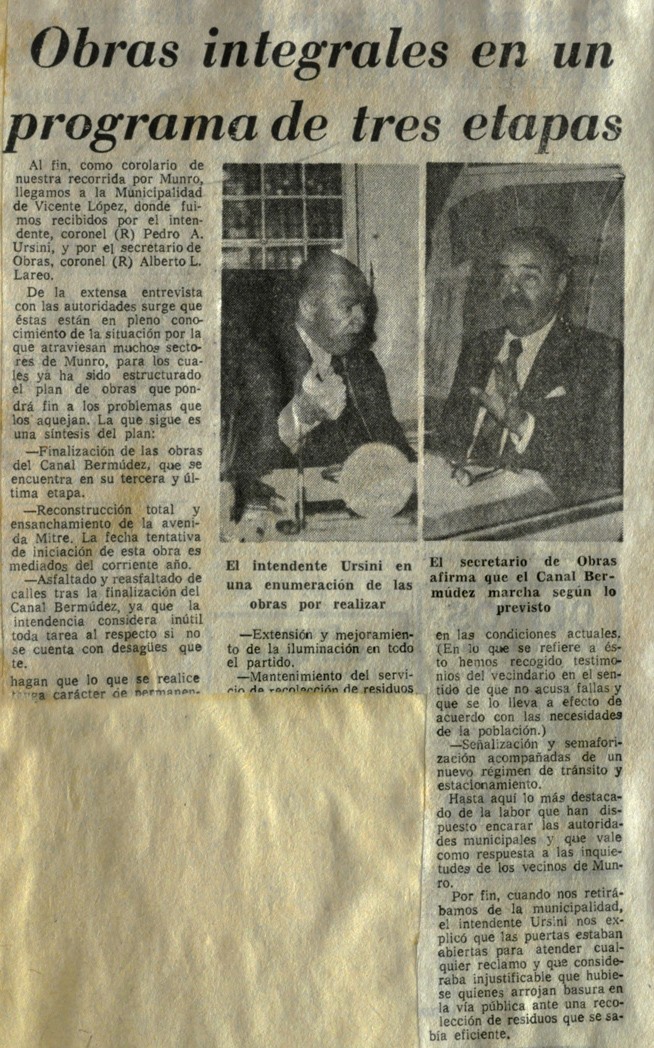 Obras integrales en un
programa de tres etapas
Al fin, como corolario de
nuestra recorrida por Munro,
llegamos a la Municipalidad
de Vicente López, donde fui-
mos recibidos por el inten-
dente, coronel (R) Pedro A.
Ursini, y por el secretario de
Obras, coronel (R) Alberto L.
Lareo.
De la extensa entrevista
con las autoridades surge que
éstas están en pleno cono-
cimiento de la situación por la
que atraviesan muchos secto-
res de Munro, para los cua-
les ya ha sido estructurado
el plan de obras que pon-
drá fin a los problemas que
los aquejan. La que sigue es
una síntesis del plan:
—Finalización de las obras
del Canal Bermúdez, que se
encuentra en su tercera y úl-
tima etapa.
—Reconstrucción total y
ensanchamiento de la aveni-
da Mitre. La fecha tentativa
de iniciación de esta obra es
mediados del corriente año.
—Asfaltado y reasfaltado de
calles tras la finalización del
Canal Bermúdez, ya que la
intendencia considera inútil
toda tarea al respecto si no
se cuenta con desagües que
te.
hagan que lo que se realice
tenga carácter de permanen-
El intendente Ursini en
una enumeración de las
obras por realizar
—Extensión y mejoramien-
to de la iluminación en todo
el partido.
—Mantenimiento del servi-
cio de recolección de residuos
El secretario de Obras
afirma que el Canal Ber-
múdez marcha según lo
previsto
en las condiciones actuales.
(En lo que se refiere a és-
to hemos recogido testimo-
nios del vecindario en el sen-
tido de que no acusa fallas y
que se lo lleva a efecto de
acuerdo con las necesidades
de la población.)
—Señalización y semafori-
zación acompañadas de un
nuevo régimen de tránsito y
estacionamiento.
Hasta aquí lo más destaca-
do de la labor que han dis-
puesto encarar las autorida-
des municipales y que vale
como respuesta a las inquie-
tudes de los vecinos de Mun-
ro.
Por fin, cuando nos retirá-
bamos de la municipalidad,
el intendente Ursini nos ex-
plicó que las puertas estaban
abiertas para atender cual-
quier reclamo y que conside-
raba injustificable que hubie-
se quienes arrojan basura en
la vía pública ante una reco-
lección de residuos que se sa-
bía eficiente.